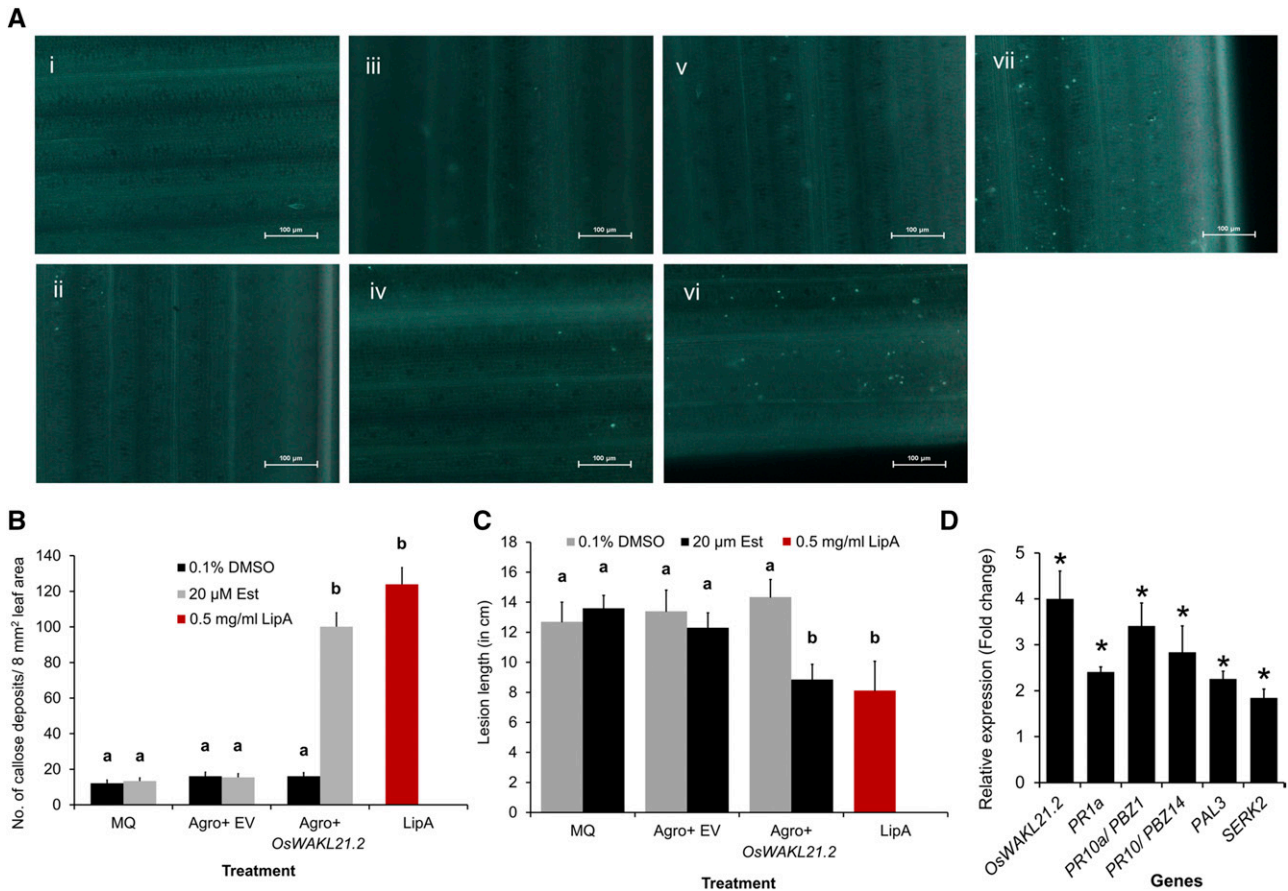 A
i
iii
v
vii
100 µm
100 µm
100 µm
100 µm
ii
iv
vi
100 µm
100 µm
100 µm
B
No. of callose deposits/ 8 mm² leaf area
140
120
100
80
60
40
20
0
0.1% DMSO
20 µM Est
0.5 mg/ml LipA
a a a a a b b
MQ Agro+ EV Agro+ LipA
OsWAKL21.2
Treatment
C
Lesion length (in cm)
18
16
14
12
10
8
6
4
2
0
0.1% DMSO 20 µm Est 0.5 mg/ml LipA
a a a a a b b
MQ Agro+ EV Agro+ LipA
OsWAKL21.2
Treatment
D
Relative expression (Fold change)
5
4
3
2
1
0
* * * * * *
OsWAKL21.2
PR1a
PR10a/ PBZ1
PR10/ PBZ14
PAL3
SERK2
Genes